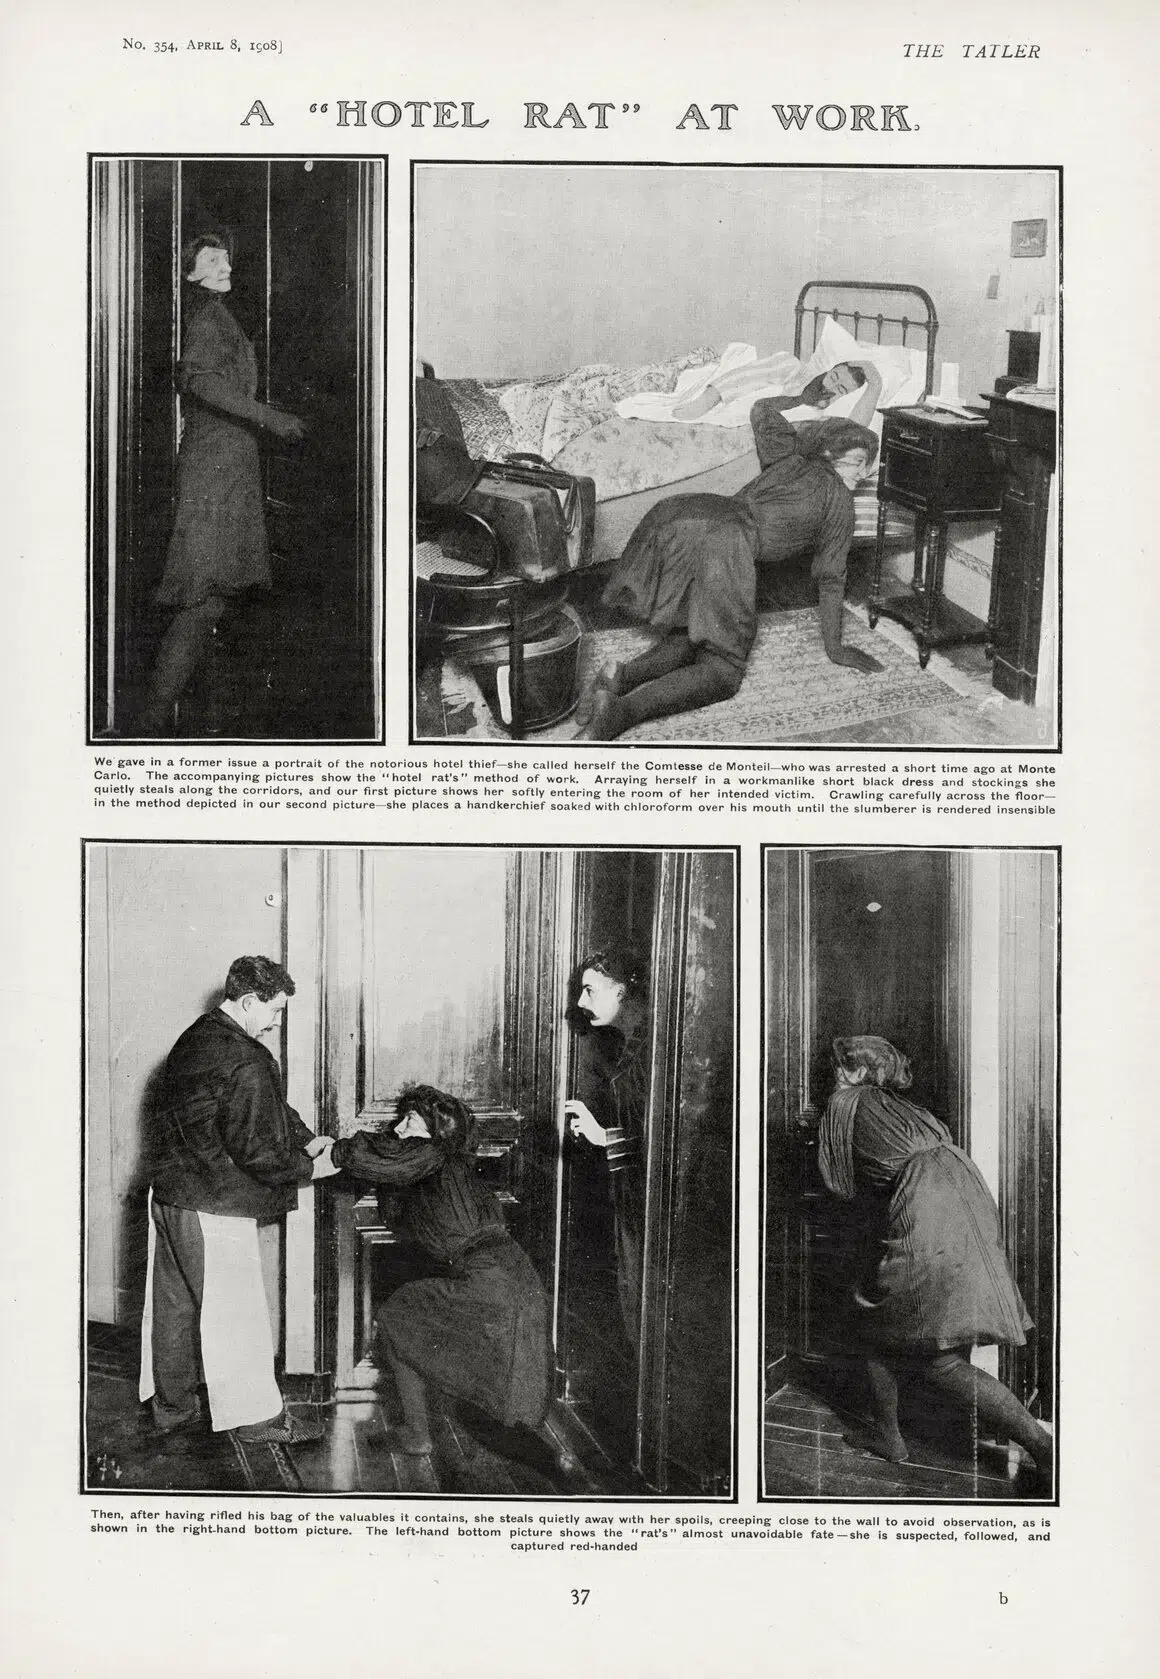 No. 354, April 8, 1908]
THE TATLER
A "HOTEL RAT" AT WORK.
We gave in a former issue a portrait of the notorious hotel thief—she called herself the Comtesse de Monteil—who was arrested a short time ago at Monte
Carlo. The accompanying pictures show the "hotel rat's" method of work. Arraying herself in a workmanlike short black dress and stockings she
quietly steals along the corridors, and our first picture shows her softly entering the room of her intended victim. Crawling carefully across the floor—
in the method depicted in our second picture—she places a handkerchief soaked with chloroform over his mouth until the slumberer is rendered insensible
Then, after having rifled his bag of the valuables it contains, she steals quietly away with her spoils, creeping close to the wall to avoid observation, as is
shown in the right-hand bottom picture. The left-hand bottom picture shows the "rat's" almost unavoidable fate—she is suspected, followed, and
captured red-handed
37
b